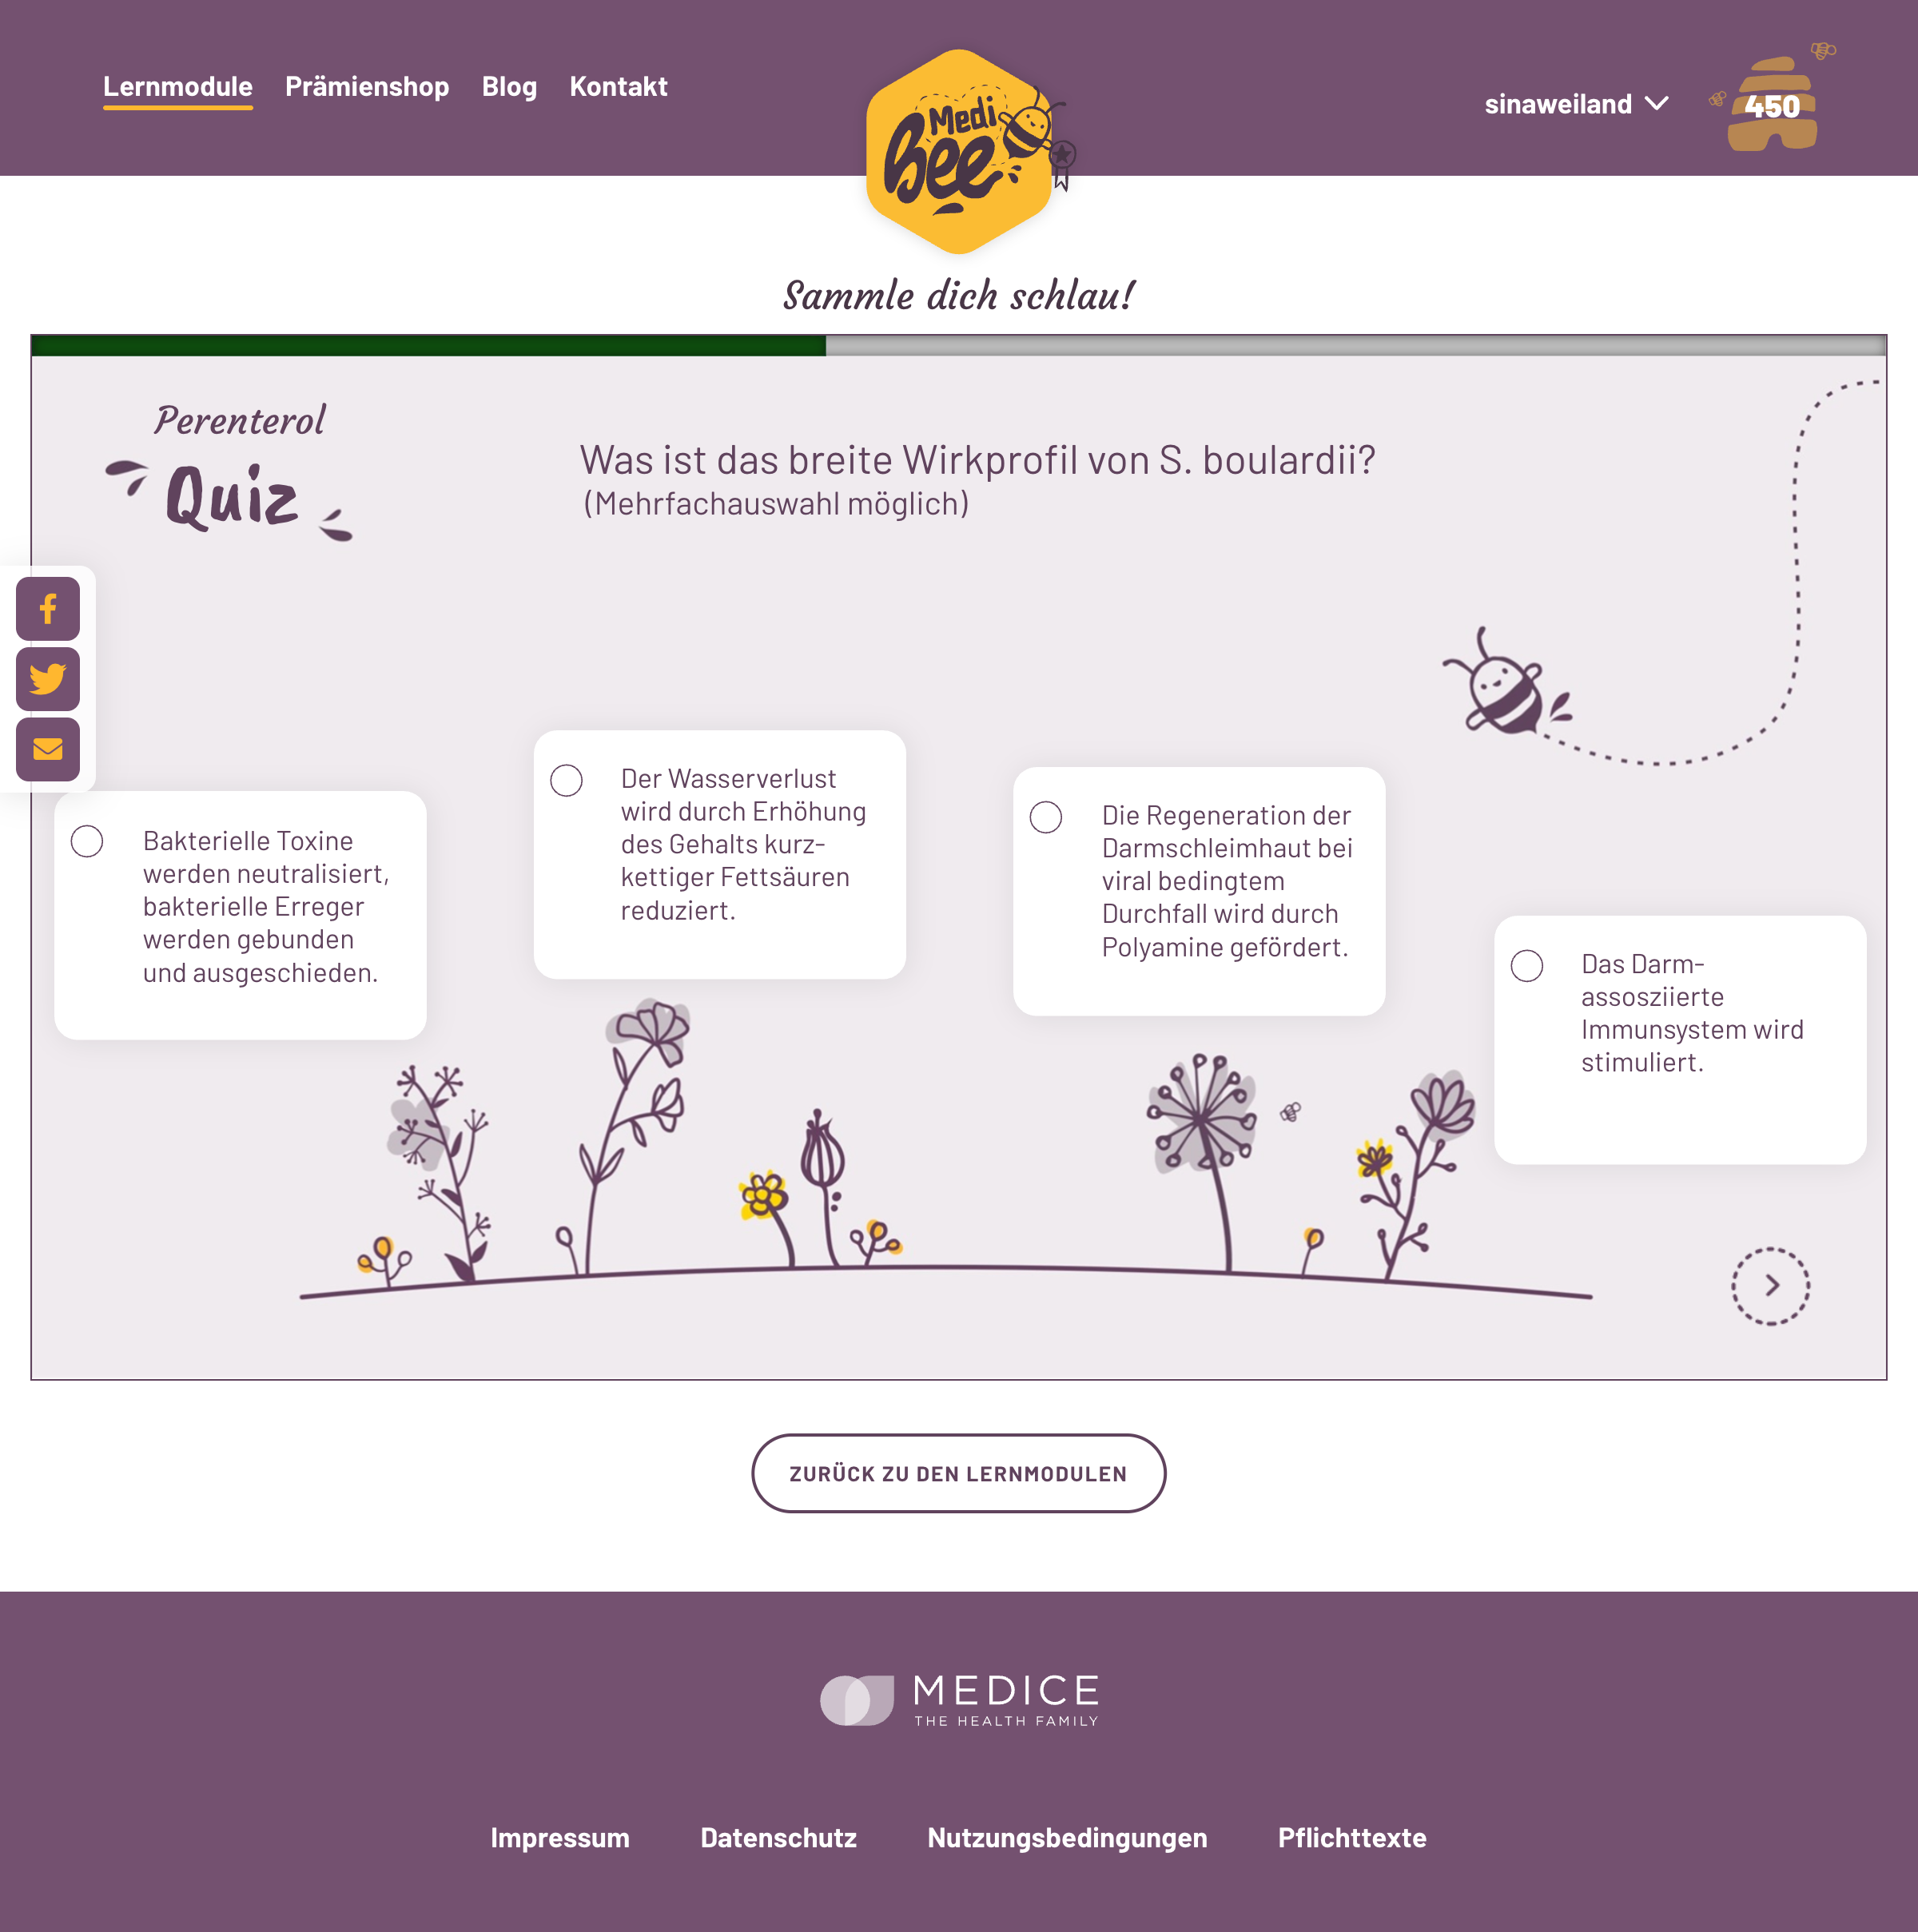 Lernmodule Prämienshop Blog Kontakt
Medi
bee
sinaweiland
450
Sammle dich schlau!
Perenterol
Quiz
Was ist das breite Wirkprofil von S. boulardii?
(Mehrfachauswahl möglich)
Bakterielle Toxine
werden neutralisiert,
bakterielle Erreger
werden gebunden
und ausgeschieden.
Der Wasserverlust
wird durch Erhöhung
des Gehalts kurz-
kettiger Fettsäuren
reduziert.
Die Regeneration der
Darmschleimhaut bei
viral bedingtem
Durchfall wird durch
Polyamine gefördert.
Das Darm-
assosziierte
Immunsystem wird
stimuliert.
ZURÜCK ZU DEN LERNMODULEN
MEDICE
THE HEALTH FAMILY
Impressum Datenschutz Nutzungsbedingungen Pflichttexte